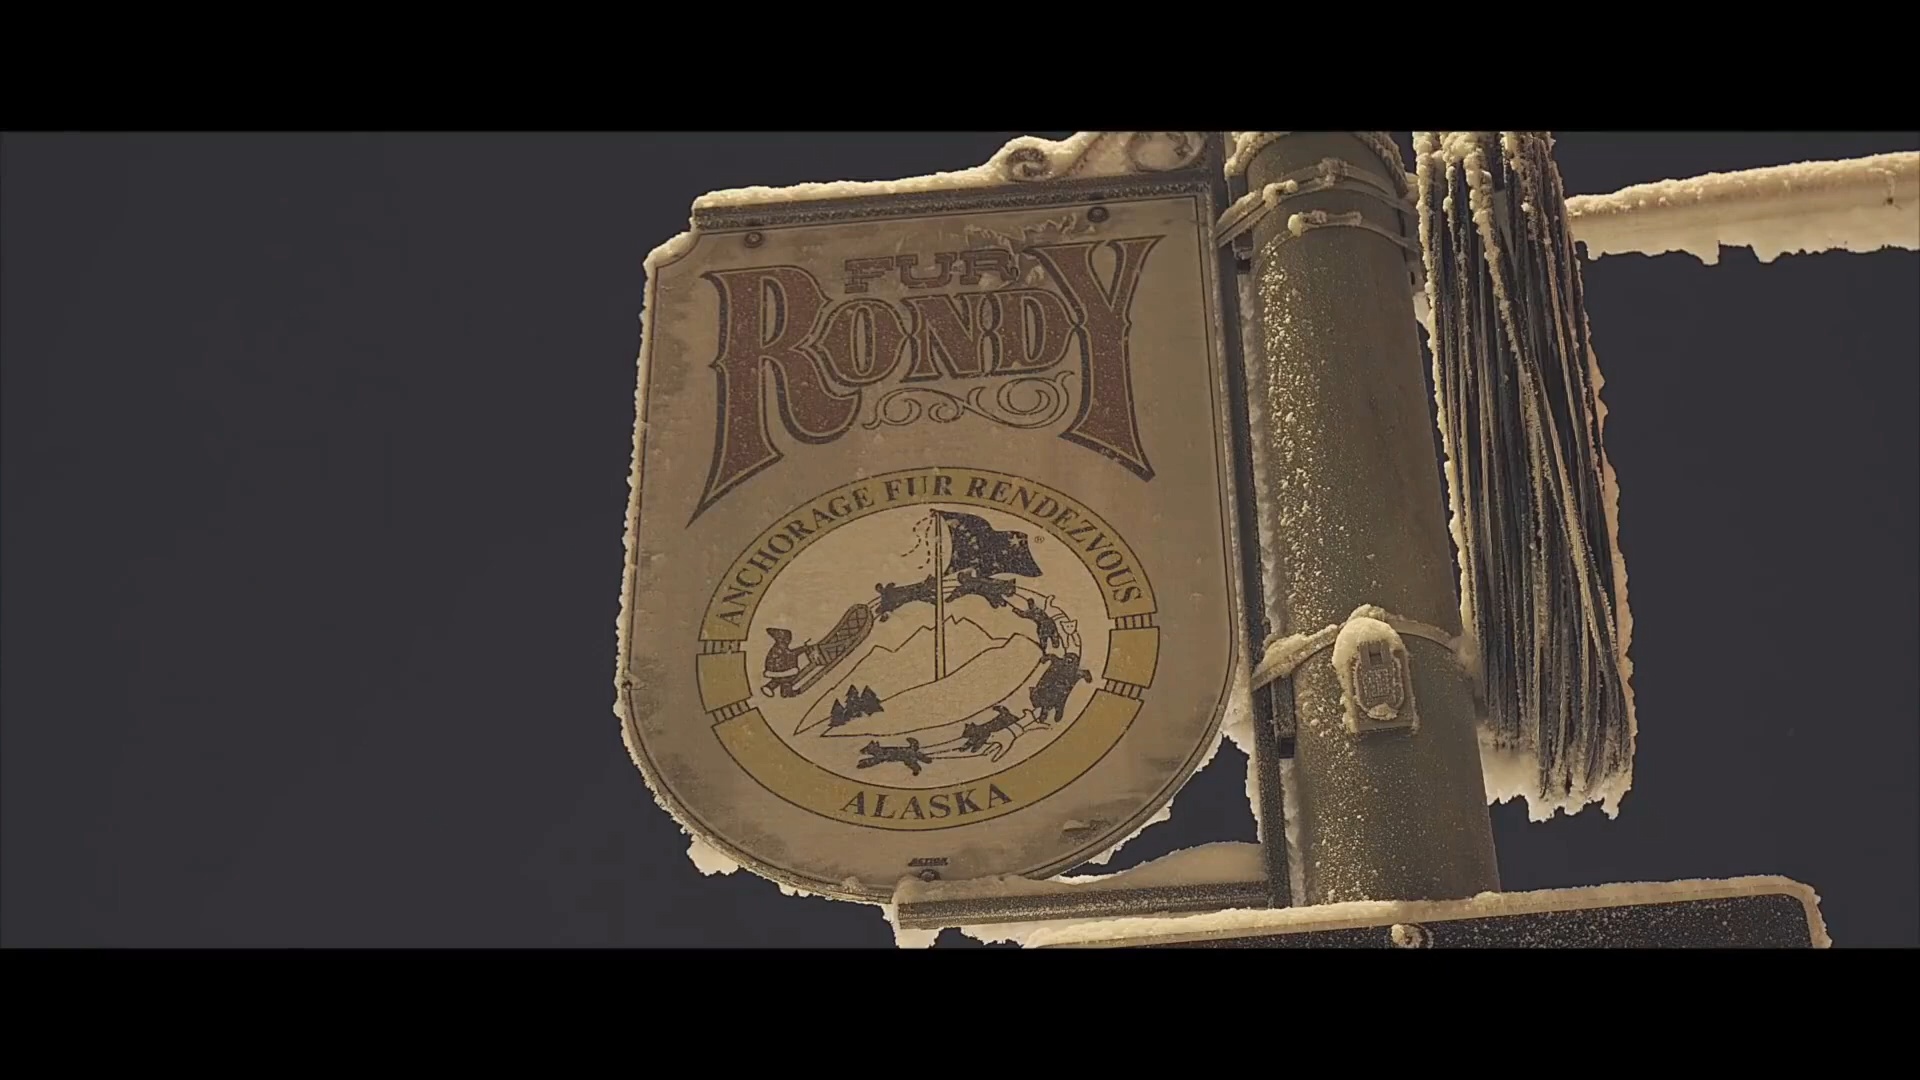 FUR
RONDY
ANCHORAGE FUR RENDEZVOUS
®
ALASKA